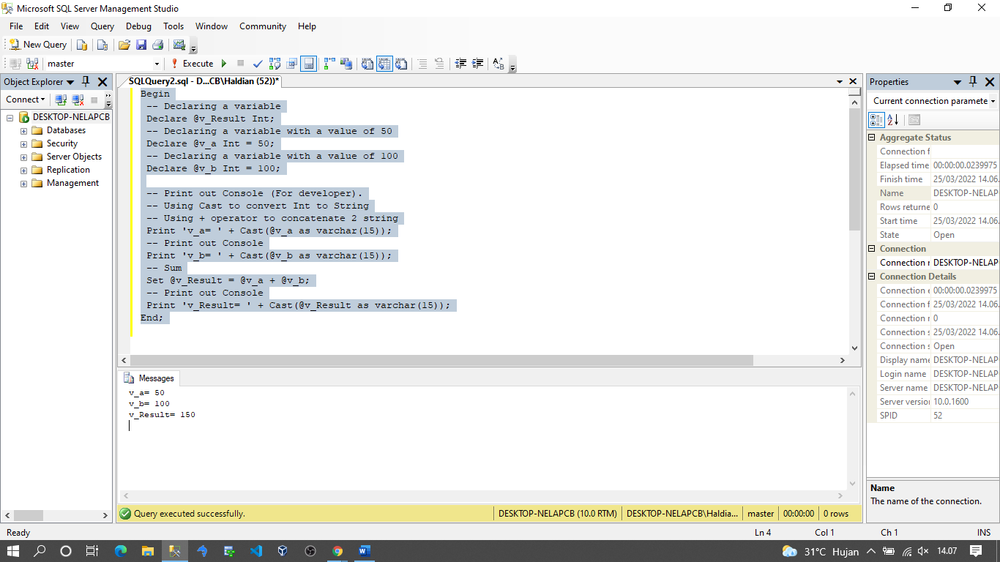 Microsoft SQL Server Management Studio
File Edit View Query Debug Tools Window Community Help
New Query
master Execute
Object Explorer
Connect
DESKTOP-NELAPCB
Databases
Security
Server Objects
Replication
Management
SQLQuery2.sql - D...CB\Haldian (52))*
Begin
-- Declaring a variable
Declare @v_Result Int;
-- Declaring a variable with a value of 50
Declare @v_a Int = 50;
-- Declaring a variable with a value of 100
Declare @v_b Int = 100;
-- Print out Console (For developer).
-- Using Cast to convert Int to String
-- Using + operator to concatenate 2 string
Print 'v_a= ' + Cast(@v_a as varchar(15));
-- Print out Console
Print 'v_b= ' + Cast(@v_b as varchar(15));
-- Sum
Set @v_Result = @v_a + @v_b;
-- Print out Console
Print 'v_Result= ' + Cast(@v_Result as varchar(15));
End;
Messages
v_a= 50
v_b= 100
v_Result= 150
Query executed successfully. DESKTOP-NELAPCB (10.0 RTM) DESKTOP-NELAPCB\Haldia... master 00:00:00 0 rows
Properties
Current connection paramete
Aggregate Status
Connection f
Elapsed time 00:00:00.0239975
Finish time 25/03/2022 14.06.
Name DESKTOP-NELAP
Rows returne 0
Start time 25/03/2022 14.06.
State Open
Connection
Connection r DESKTOP-NELAP
Connection Details
Connection e 00:00:00.0239975
Connection f 25/03/2022 14.06.
Connection r 0
Connection s 25/03/2022 14.06.
Connection s Open
Display name DESKTOP-NELAP
Login name DESKTOP-NELAP
Server name DESKTOP-NELAP
Server versior 10.0.1600
SPID 52
Name
The name of the connection.
Ready Ln 4 Col 1 Ch 1 INS
31°C Hujan 14.07